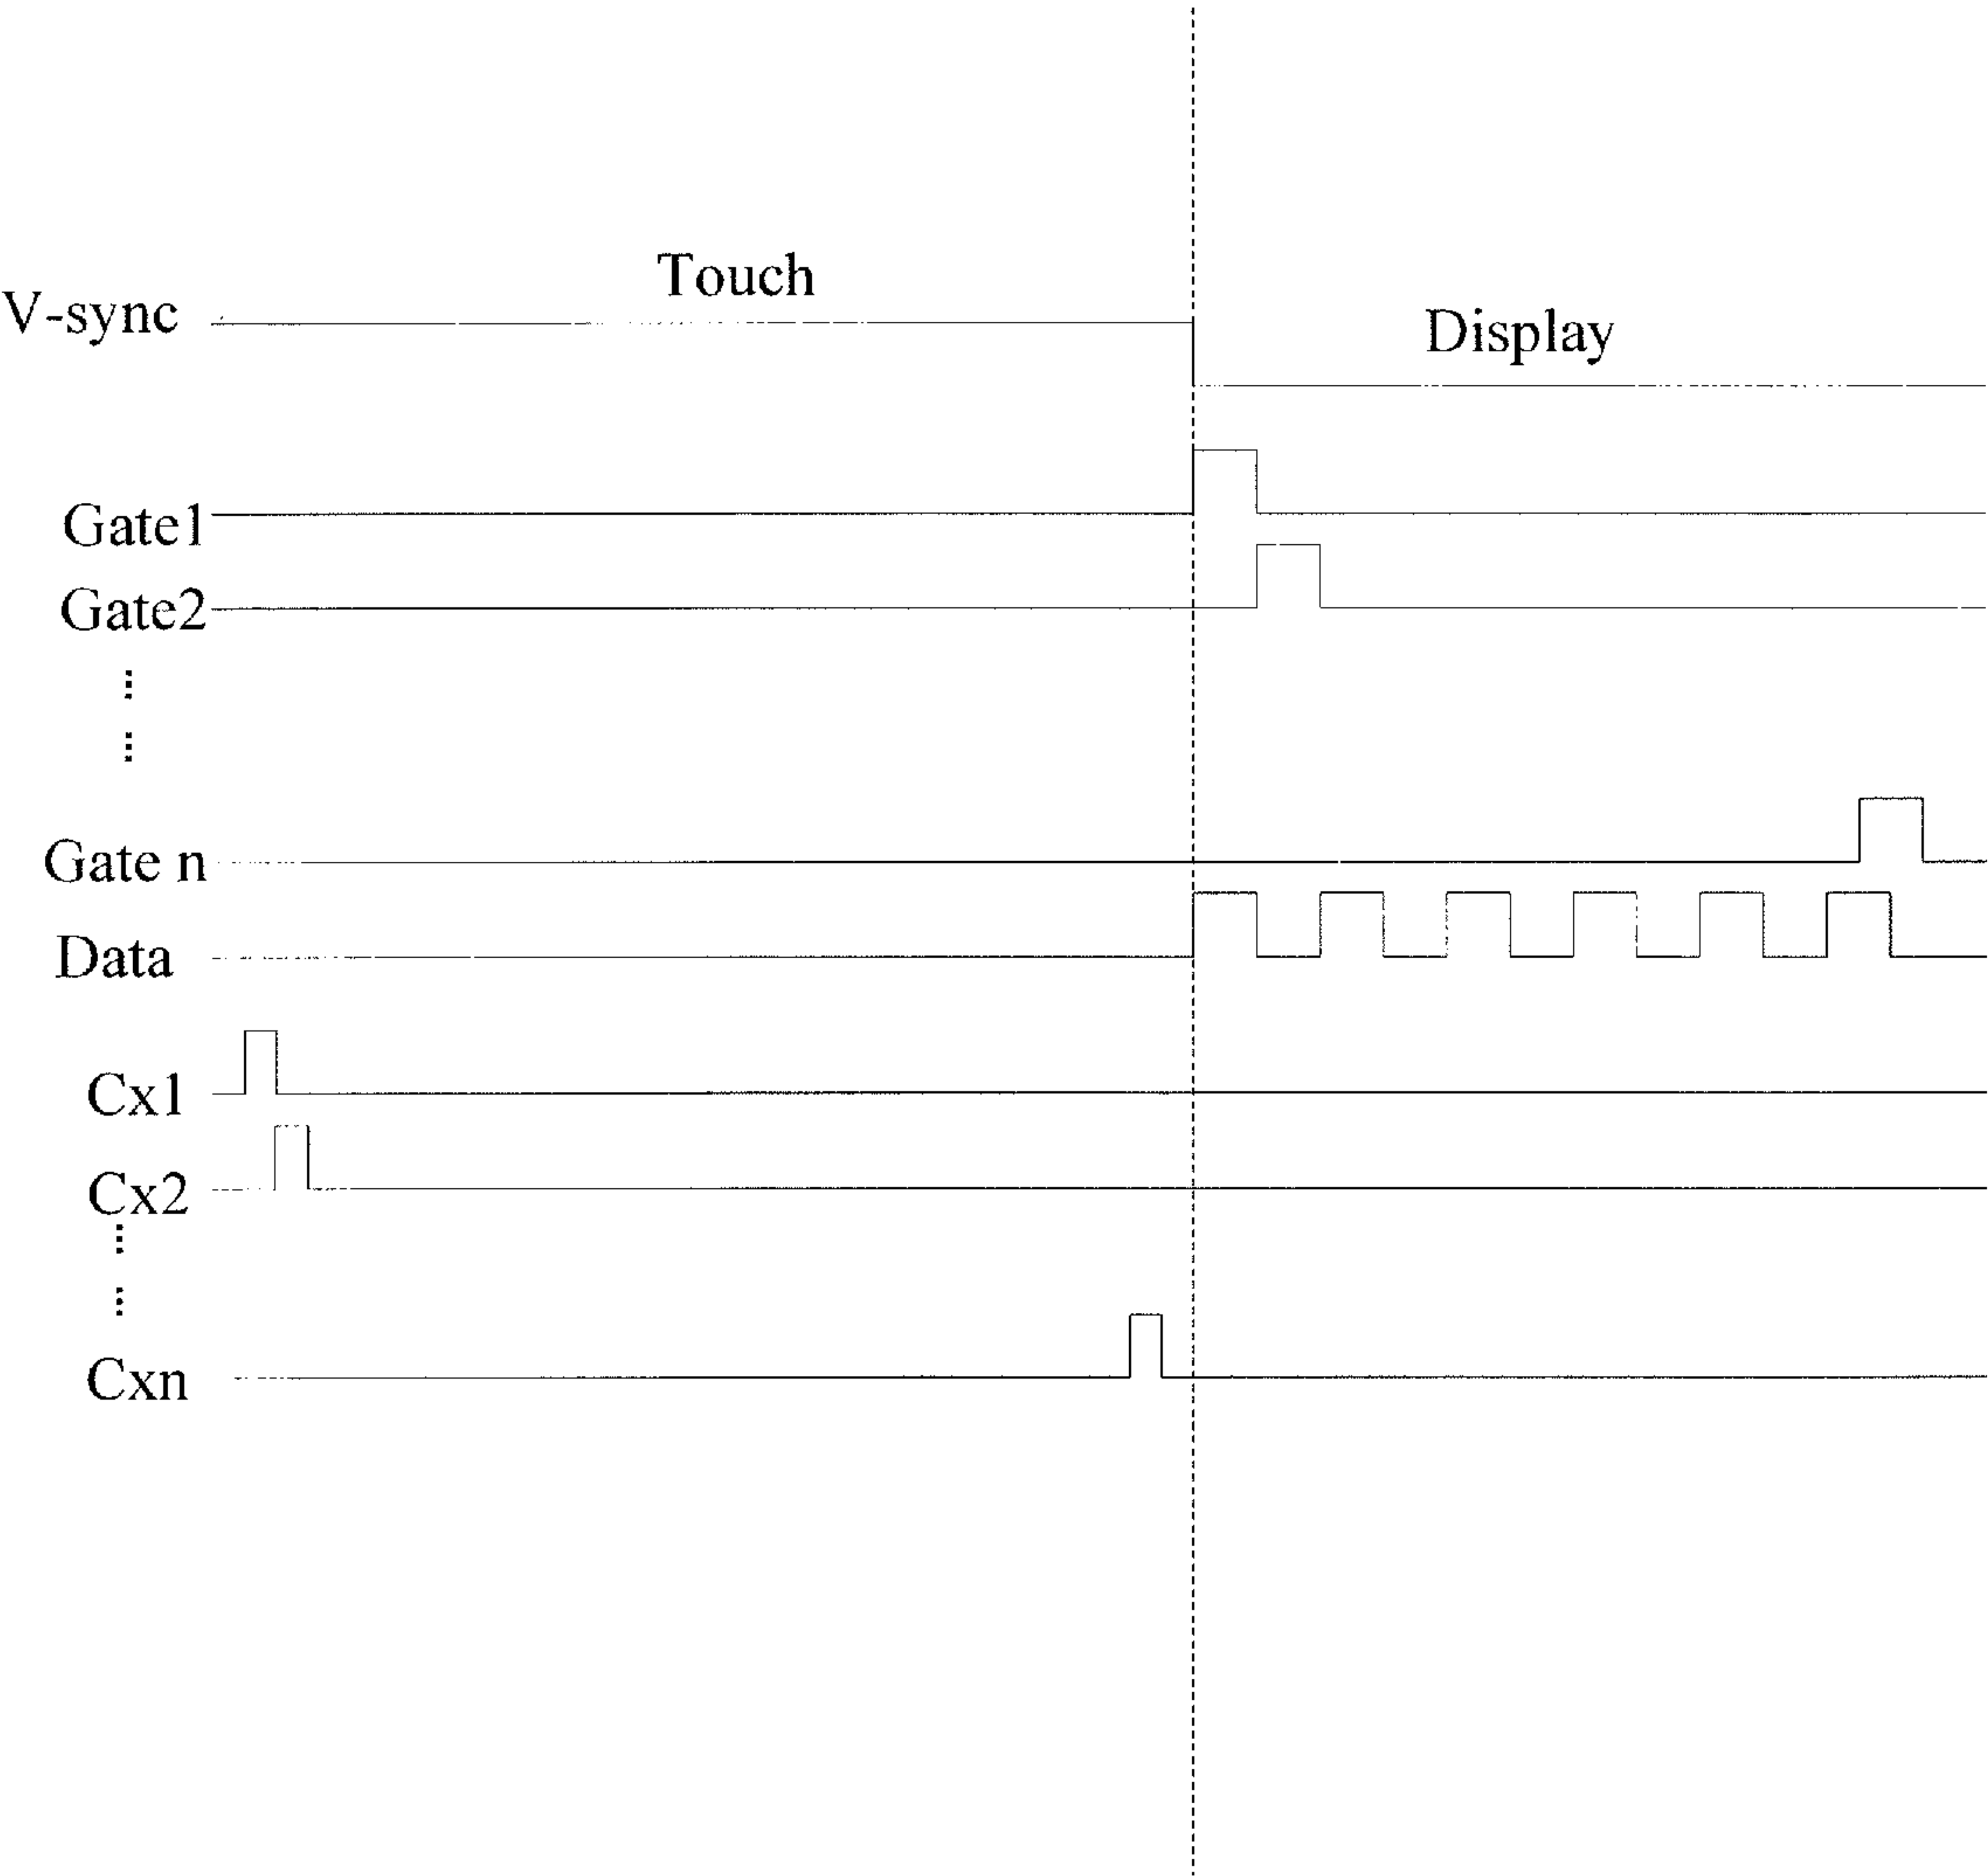 Touch
V-sync
Display
Gate1
Gate2
Gate n
Data
Cx1
Cx2
Cxn